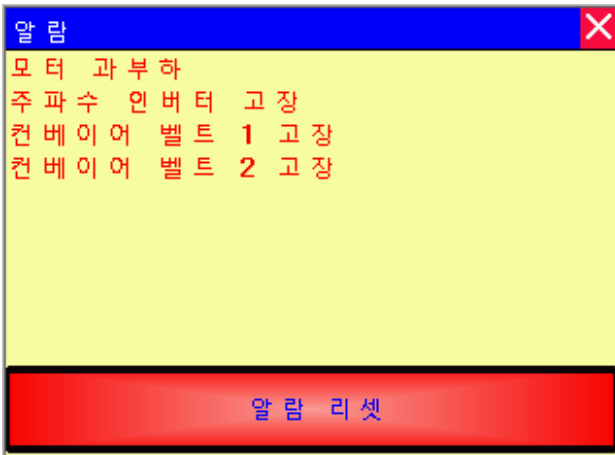 알람
모터 과부하
주파수 인버터 고장
컨베이어 벨트 1 고장
컨베이어 벨트 2 고장
알람 리셋